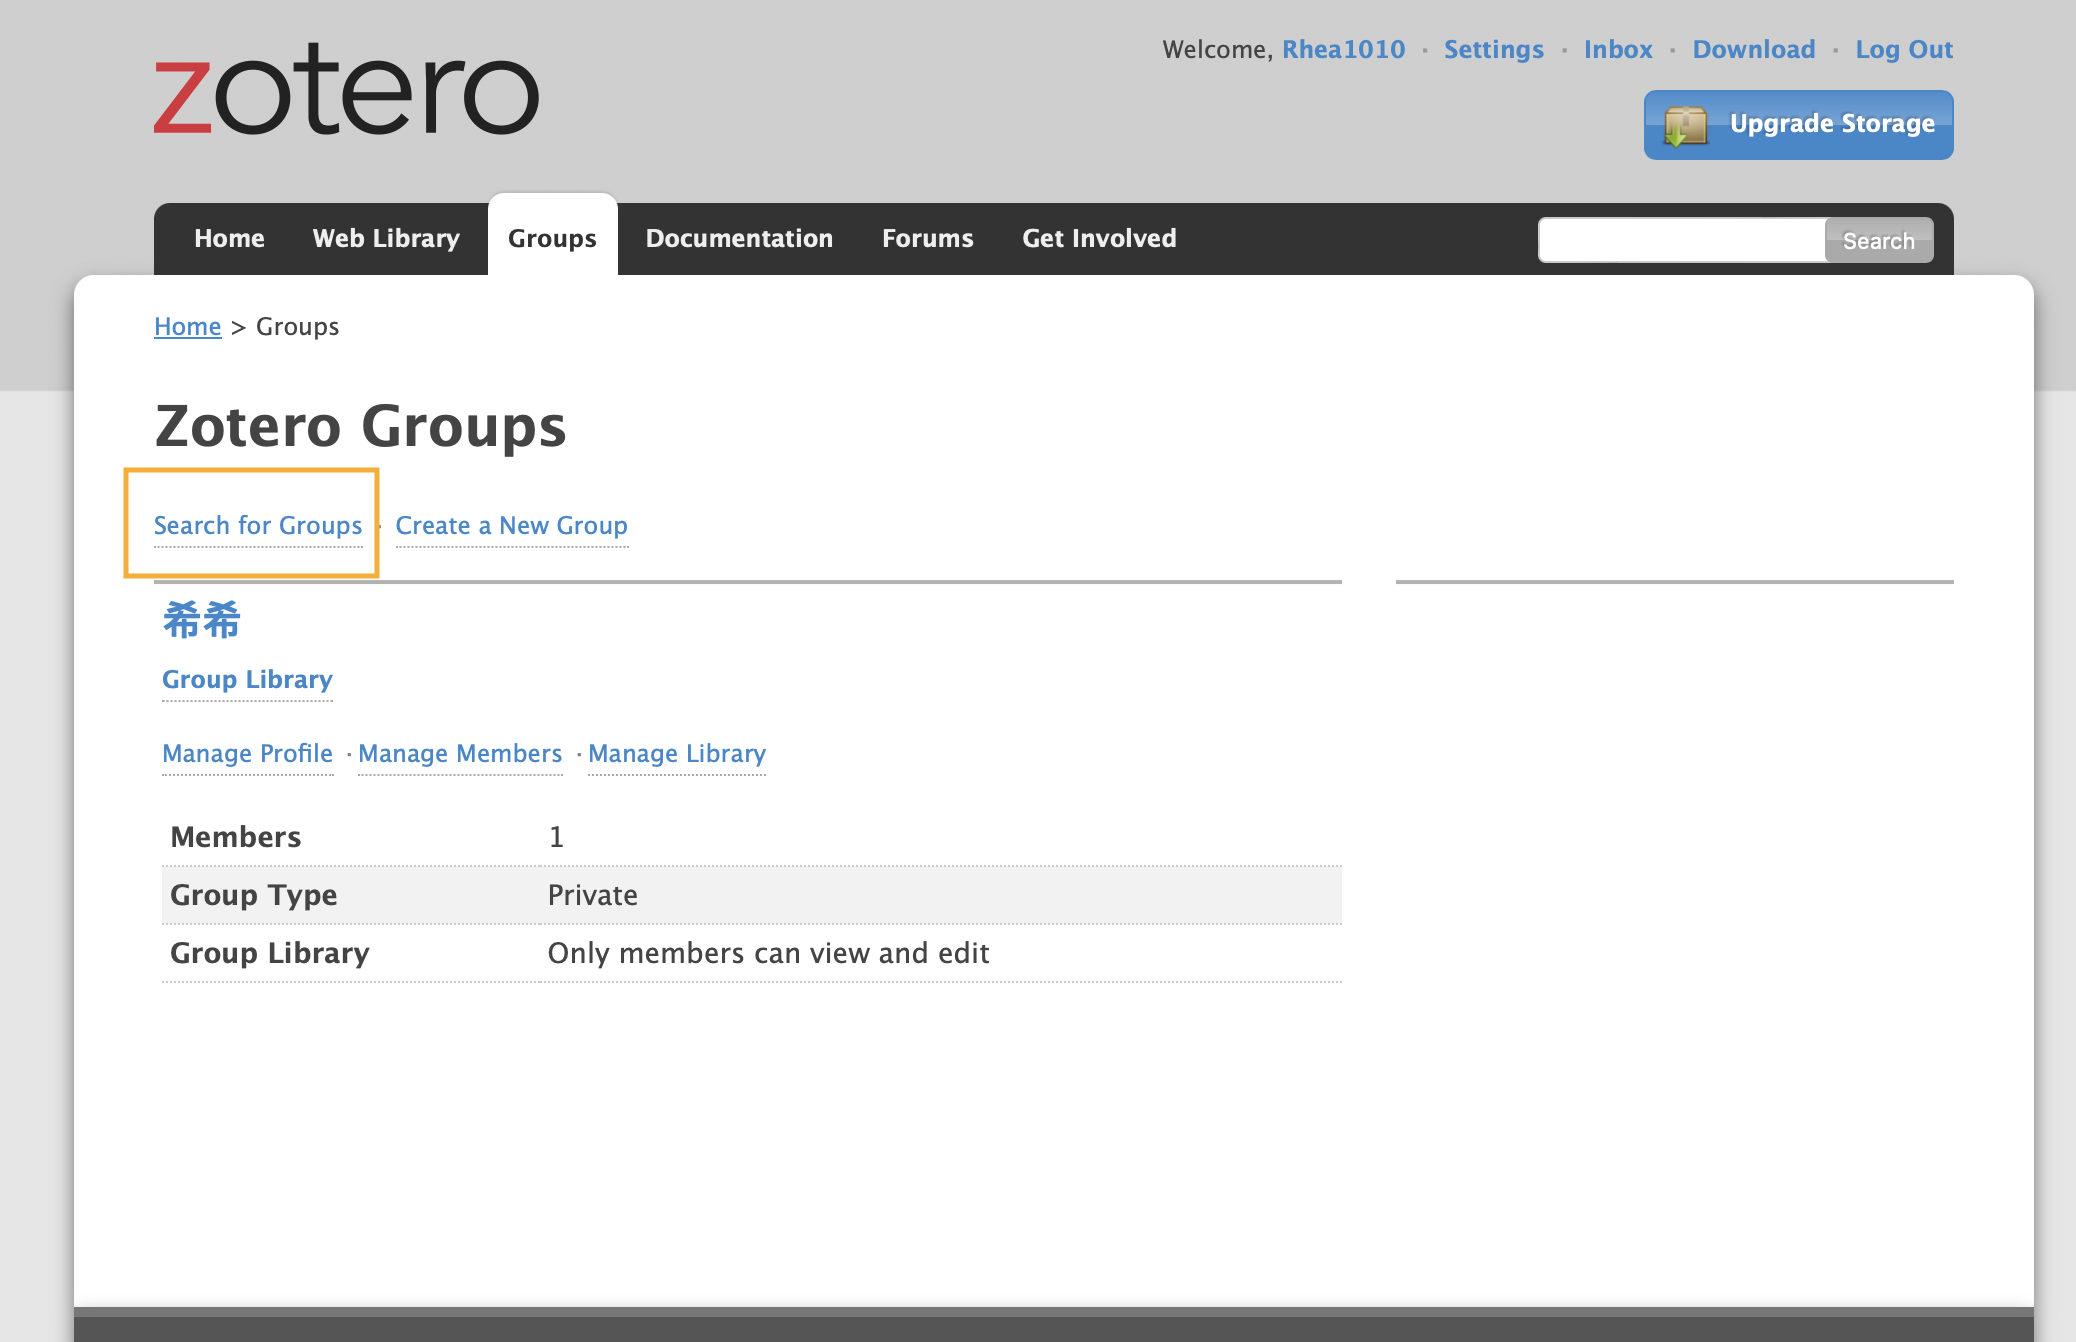 zotero
Welcome, Rhea1010 · Settings · Inbox · Download · Log Out
Upgrade Storage
Home Web Library Groups Documentation Forums Get Involved Search
Home > Groups
Zotero Groups
Search for Groups · Create a New Group
希希
Group Library
Manage Profile · Manage Members · Manage Library
Members 1
Group Type Private
Group Library Only members can view and edit